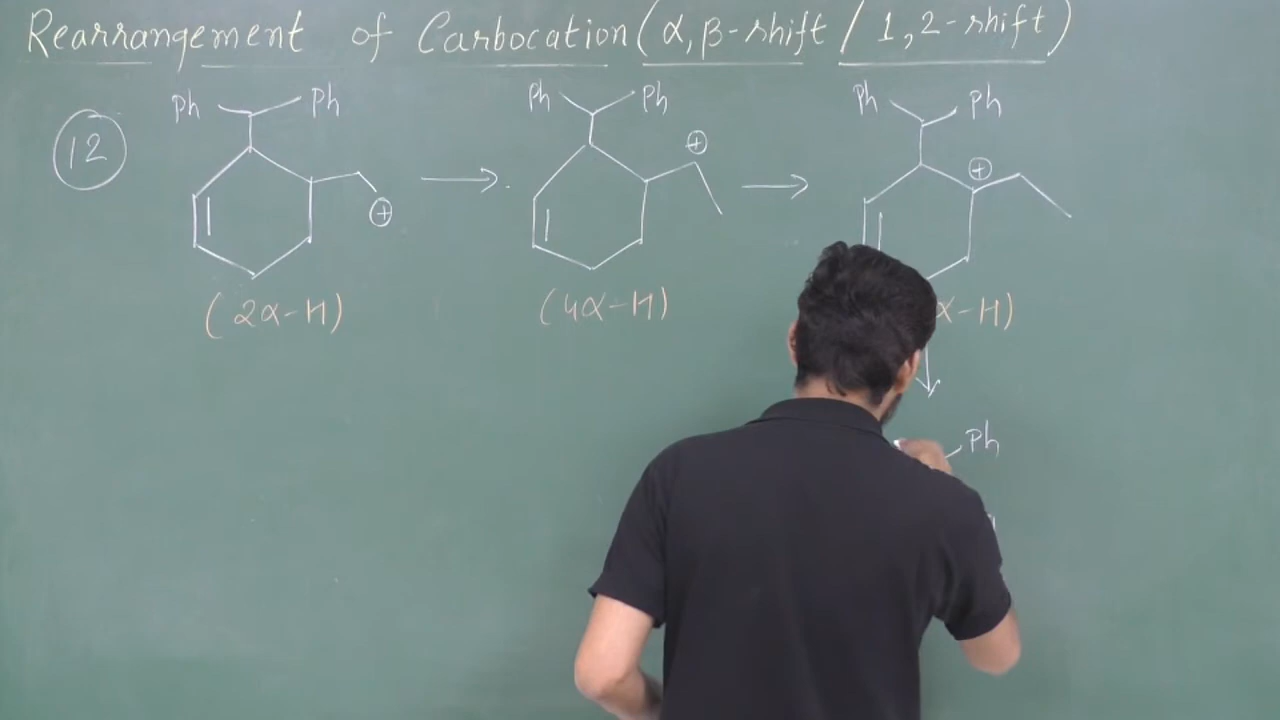 Rearrangement of Carbocation (α,β-shift / 1,2-shift)
12
Ph Ph Ph Ph Ph Ph
⊕ ⊕ ⊕
(2α-H) (4α-H) α-H)
Ph